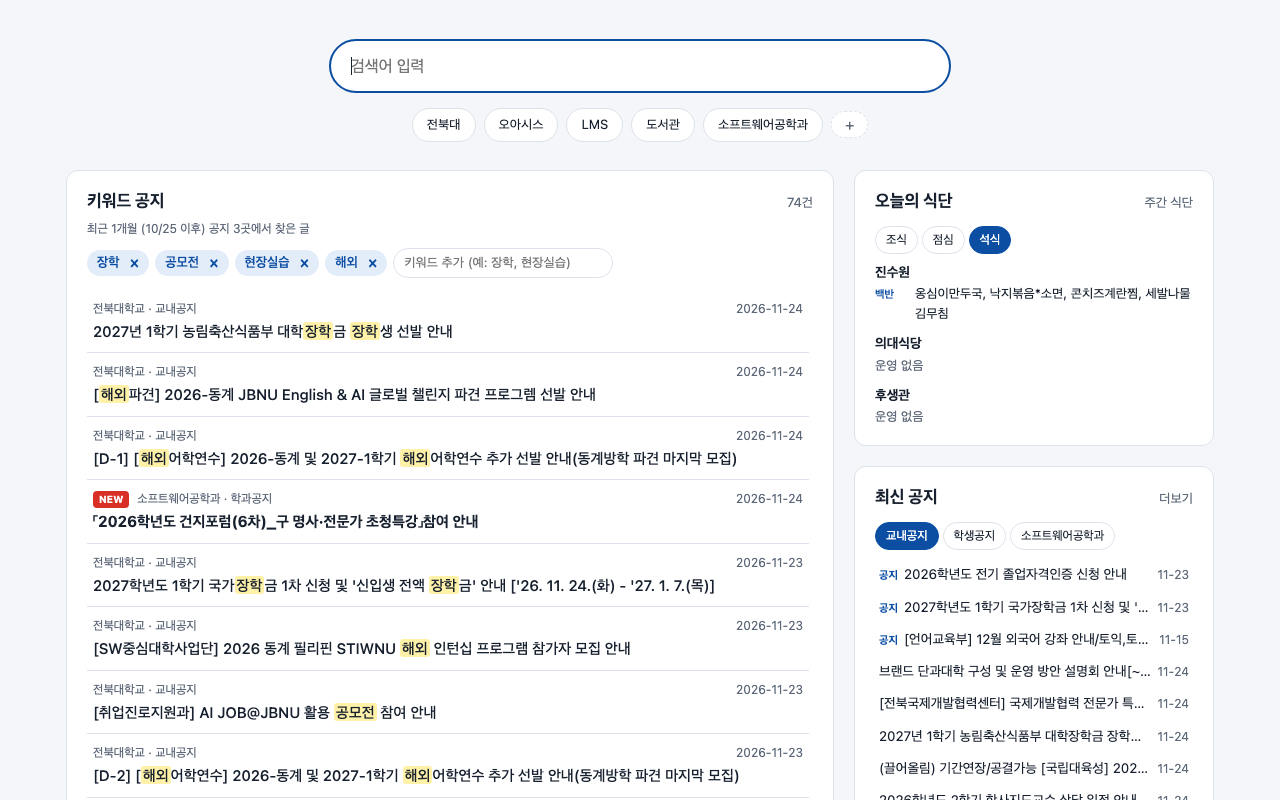 검색어 입력
전북대
오아시스
LMS
도서관
소프트웨어공학과
+
키워드 공지
74건
최근 1개월 (10/25 이후) 공지 3곳에서 찾은 글
장학 ×
공모전 ×
현장실습 ×
해외 ×
키워드 추가 (예: 장학, 현장실습)
전북대학교 · 교내공지
2026-11-24
2027년 1학기 농림축산식품부 대학장학금 장학생 선발 안내
전북대학교 · 교내공지
2026-11-24
[해외파견] 2026-동계 JBNU English & AI 글로벌 챌린지 파견 프로그램 선발 안내
전북대학교 · 교내공지
2026-11-24
[D-1] [해외어학연수] 2026-동계 및 2027-1학기 해외어학연수 추가 선발 안내(동계방학 파견 마지막 모집)
NEW 소프트웨어공학과 · 학과공지
2026-11-24
「2026학년도 건지포럼(6차)_구 명사·전문가 초청특강」참여 안내
전북대학교 · 교내공지
2026-11-23
2027학년도 1학기 국가장학금 1차 신청 및 '신입생 전액 장학금' 안내 ['26. 11. 24.(화) - '27. 1. 7.(목)]
전북대학교 · 교내공지
2026-11-23
[SW중심대학사업단] 2026 동계 필리핀 STIWNU 해외 인턴십 프로그램 참가자 모집 안내
전북대학교 · 교내공지
2026-11-23
[취업진로지원과] AI JOB@JBNU 활용 공모전 참여 안내
전북대학교 · 교내공지
2026-11-23
[D-2] [해외어학연수] 2026-동계 및 2027-1학기 해외어학연수 추가 선발 안내(동계방학 파견 마지막 모집)
오늘의 식단
주간 식단
조식
점심
석식
진수원
백반 옹심이만두국, 낙지볶음*소면, 콘치즈계란찜, 세발나물
김무침
의대식당
운영 없음
후생관
운영 없음
최신 공지
더보기
교내공지
학생공지
소프트웨어공학과
공지 2026학년도 전기 졸업자격인증 신청 안내 11-23
공지 2027학년도 1학기 국가장학금 1차 신청 및 '... 11-23
공지 [언어교육부] 12월 외국어 강좌 안내/토익,토... 11-15
브랜드 단과대학 구성 및 운영 방안 설명회 안내[~... 11-24
[전북국제개발협력센터] 국제개발협력 전문가 특... 11-24
2027년 1학기 농림축산식품부 대학장학금 장학... 11-24
(끌어올림) 기간연장/공결가능 [국립대육성] 202... 11-24